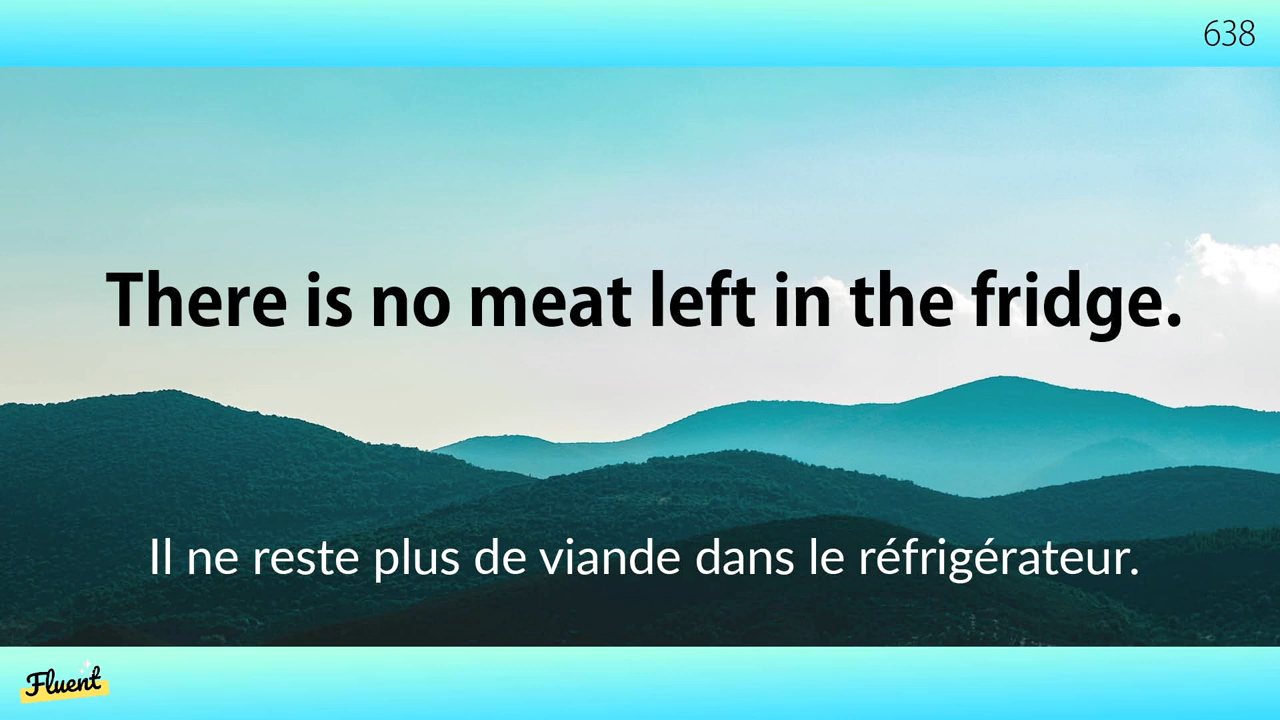 638
There is no meat left in the fridge.
Il ne reste plus de viande dans le réfrigérateur.
Fluent